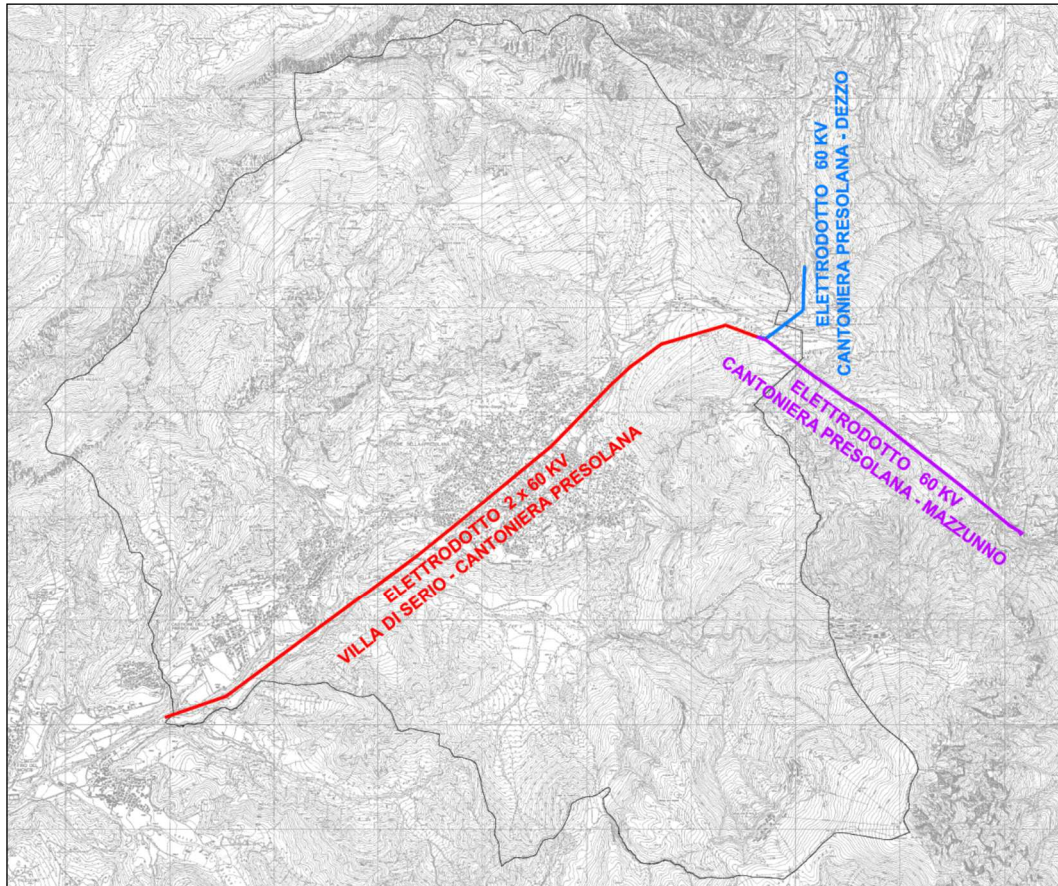 ELETTRODOTTO 60 KV
CANTONIERA PRESOLANA - DEZZO
ELETTRODOTTO 60 KV
CANTONIERA PRESOLANA - MAZZUNNO
ELETTRODOTTO 2 x 60 KV
VILLA DI SERIO - CANTONIERA PRESOLANA